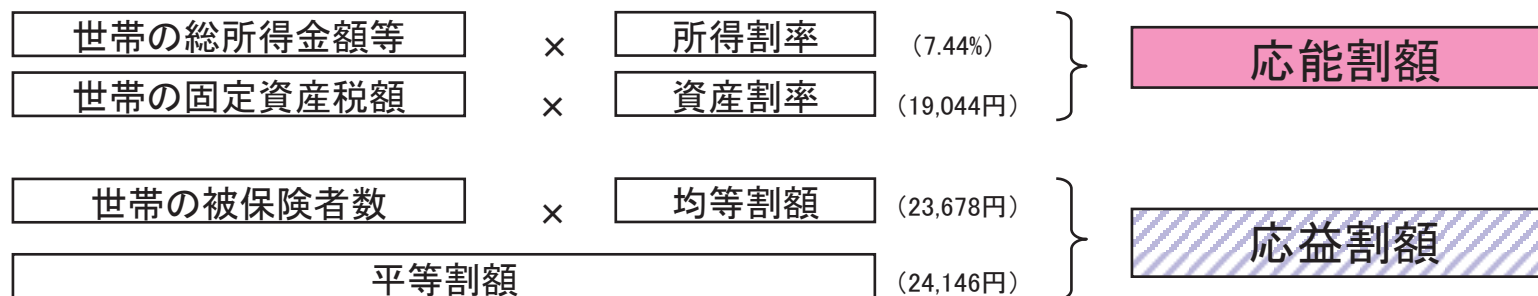 世帯の総所得金額等 × 所得割率 （7.44%）
世帯の固定資産税額 × 資産割率 （19,044円）
応能割額
世帯の被保険者数 × 均等割額 （23,678円）
平等割額 （24,146円）
応益割額